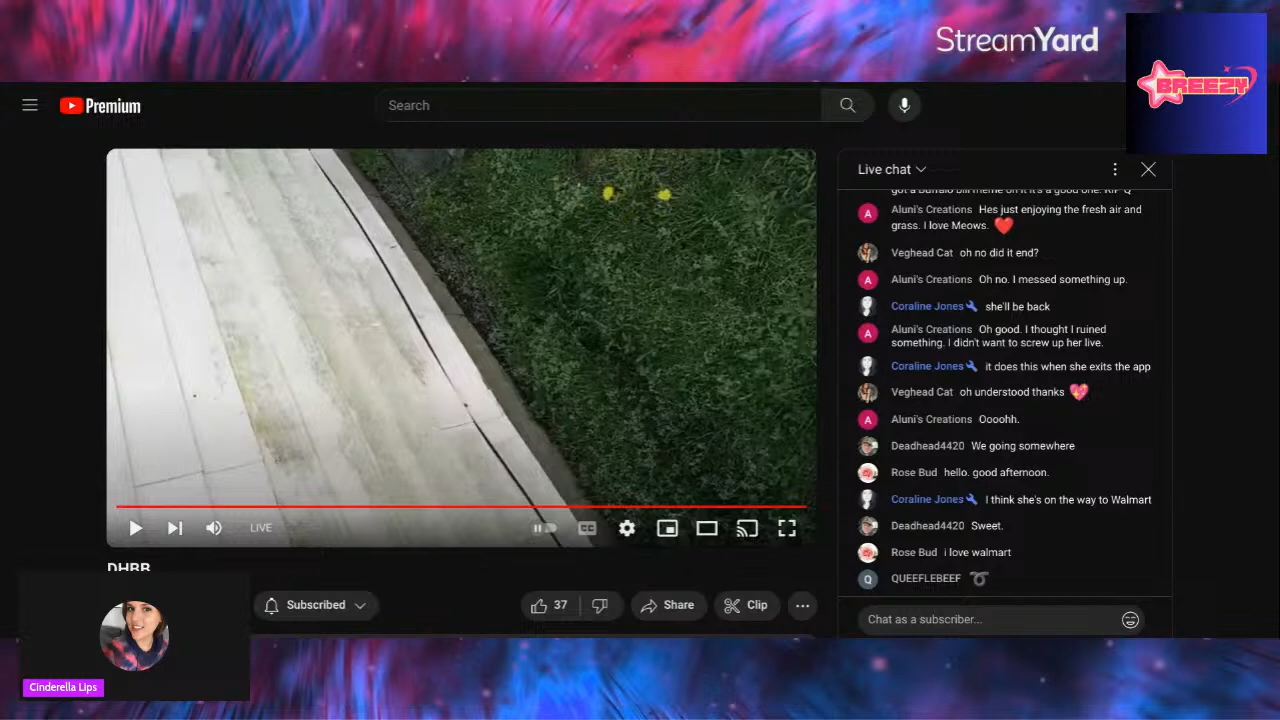 StreamYard
BREEZY
Premium
Search
Live chat
got a Buffalo Bill meme on it it's a good one. RIP Q
Aluni's Creations Hes just enjoying the fresh air and
grass. I love Meows. ❤️
Veghead Cat oh no did it end?
Aluni's Creations Oh no. I messed something up.
Coraline Jones she'll be back
Aluni's Creations Oh good. I thought I ruined
something. I didn't want to screw up her live.
Coraline Jones it does this when she exits the app
Veghead Cat oh understood thanks 💖
Aluni's Creations Oooohh.
Deadhead4420 We going somewhere
Rose Bud hello. good afternoon.
Coraline Jones I think she's on the way to Walmart
Deadhead4420 Sweet.
Rose Bud i love walmart
QUEEFLEBEEF ➰
Chat as a subscriber...
LIVE
CC
DHRB
Subscribed
37
Share
Clip
Cinderella Lips